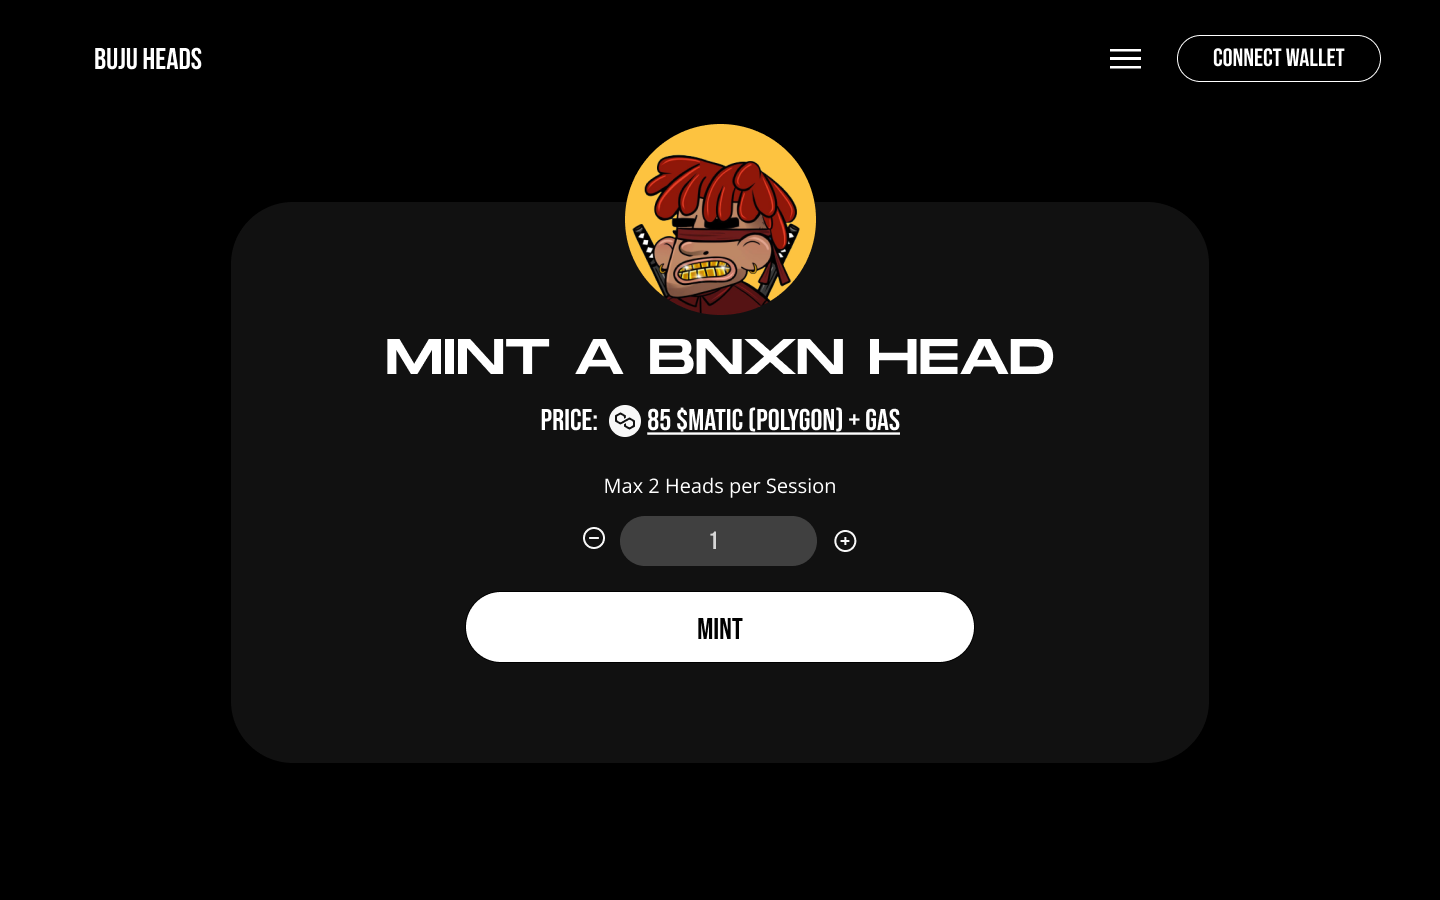 BUJU HEADS
CONNECT WALLET
MINT A BNXN HEAD
PRICE: 85 $MATIC (POLYGON) + GAS
Max 2 Heads per Session
1
MINT